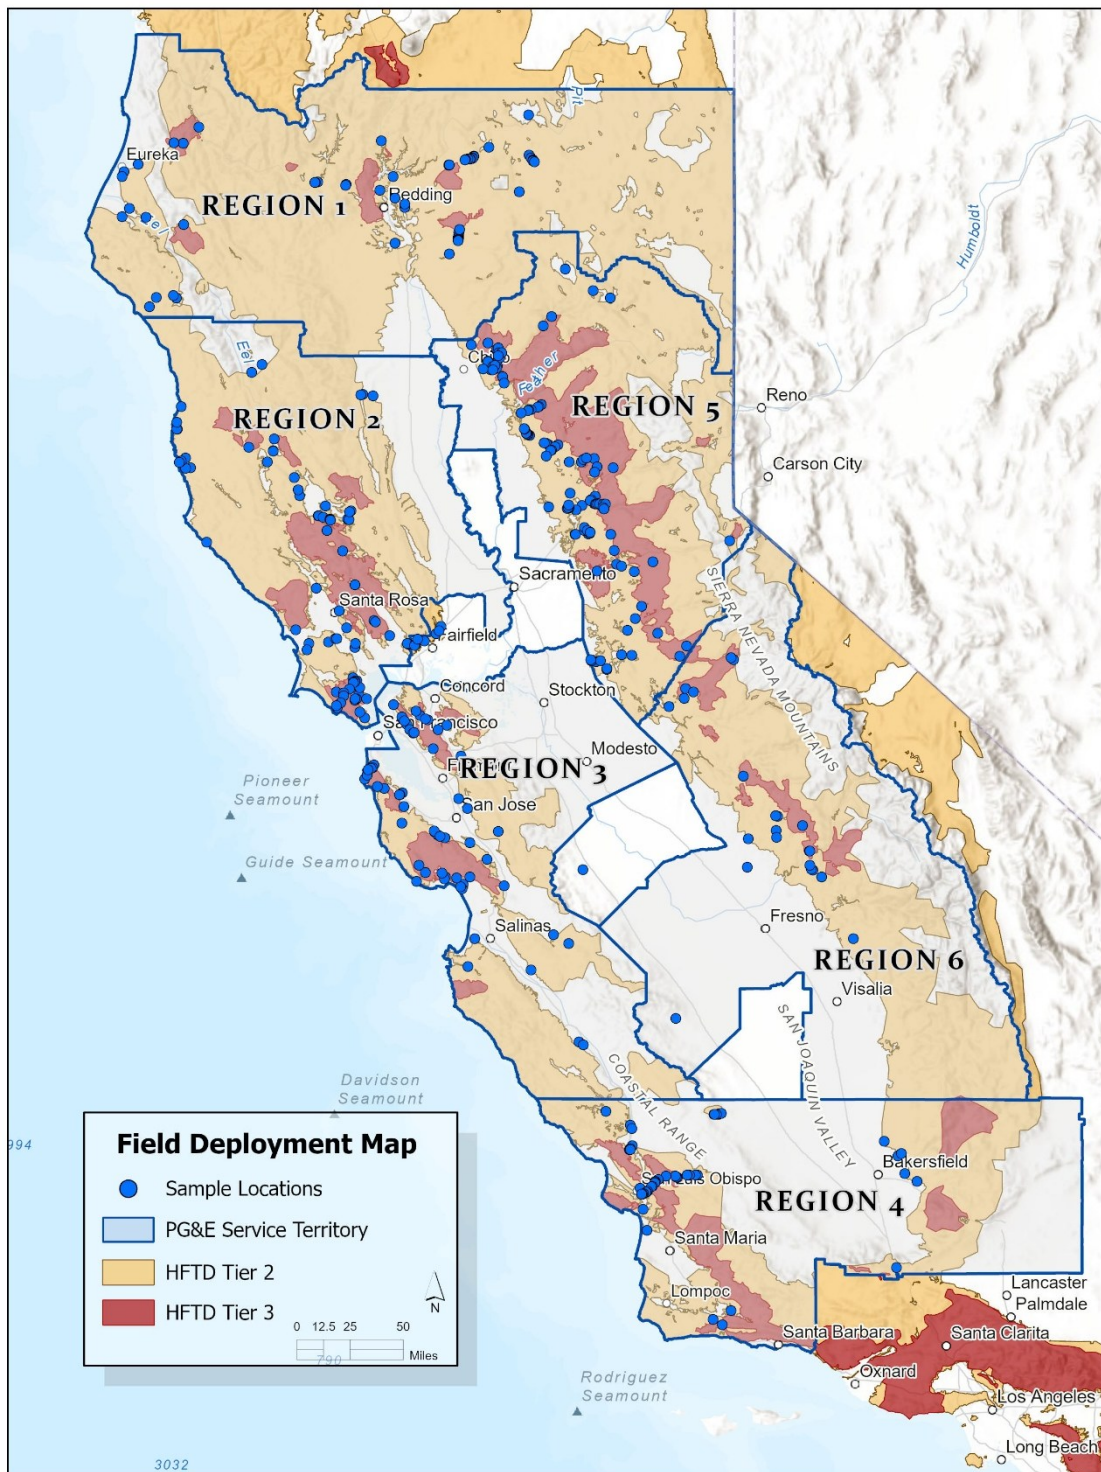 Pit
Eureka
REGION 1
Redding
Eel
Humboldt
Eel
Chico
Feather
REGION 2
REGION 5
Reno
Carson City
Sacramento
SIERRA NEVADA MOUNTAINS
Santa Rosa
Fairfield
Concord
Stockton
San Francisco
Modesto
REGION 3
Pioneer
Seamount
San Jose
Guide Seamount
Salinas
Fresno
REGION 6
Visalia
SAN JOAQUIN VALLEY
COASTAL RANGE
Davidson
Seamount
994
Bakersfield
San Luis Obispo
REGION 4
Santa Maria
Lompoc
Lancaster
Palmdale
Santa Barbara
Santa Clarita
Oxnard
Los Angeles
Long Beach
Rodriguez
Seamount
3032
Field Deployment Map
Sample Locations
PG&E Service Territory
HFTD Tier 2
HFTD Tier 3
N
0 12.5 25 50
Miles
790